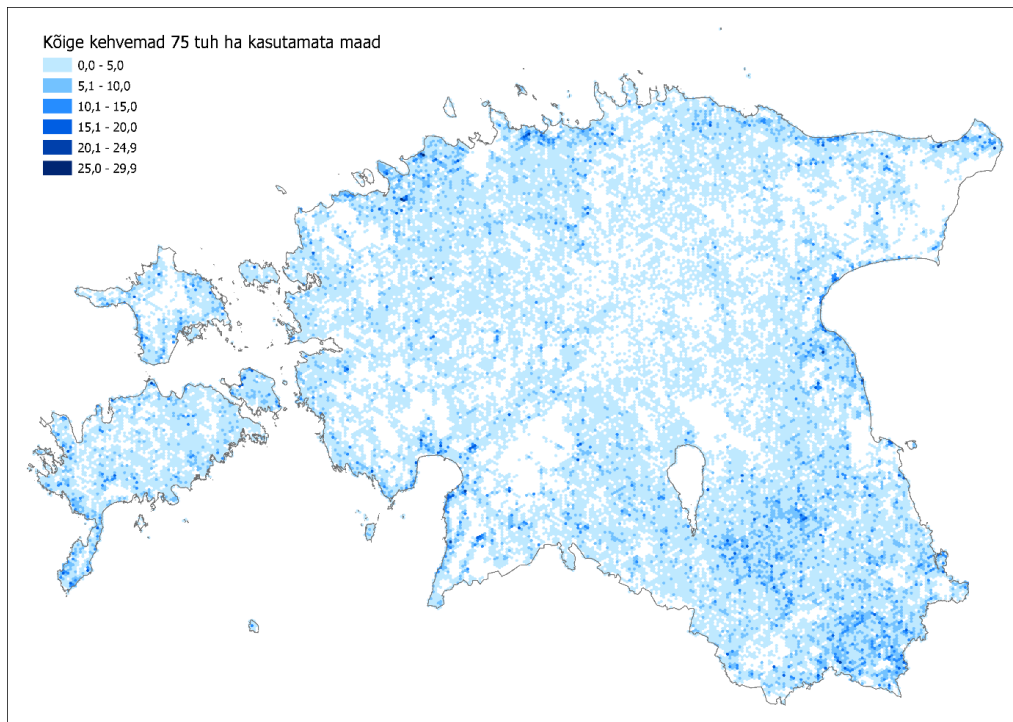 Kõige kehvemad 75 tuh ha kasutamata maad
0,0 - 5,0
5,1 - 10,0
10,1 - 15,0
15,1 - 20,0
20,1 - 24,9
25,0 - 29,9